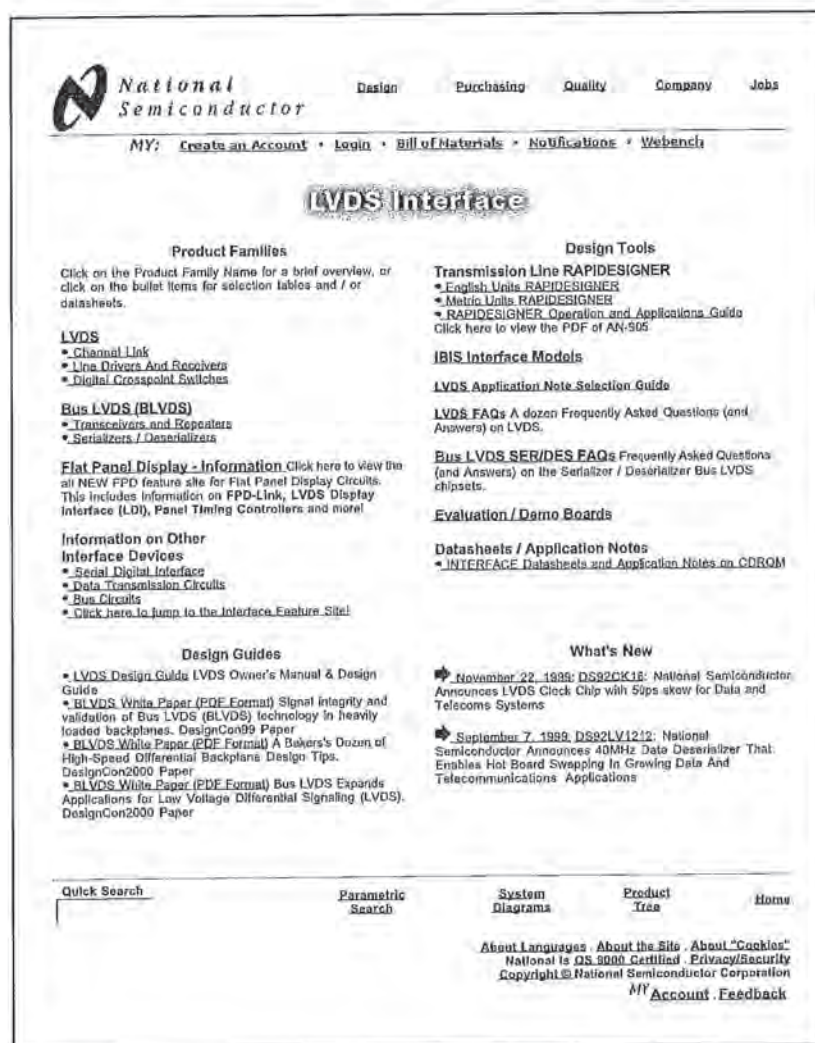 National
Semiconductor
Design Purchasing Quality Company Jobs
MY: Create an Account • Login • Bill of Materials • Notifications • Webench
LVDS Interface
Product Families
Click on the Product Family Name for a brief overview, or
click on the bullet items for selection tables and / or
datasheets.
LVDS
• Channel Link
• Line Drivers And Receivers
• Digital Crosspoint Switches
Bus LVDS (BLVDS)
• Transceivers and Repeaters
• Serializers / Deserializers
Flat Panel Display - Information Click here to view the
all NEW FPD feature site for Flat Panel Display Circuits.
This includes information on FPD-Link, LVDS Display
Interface (LDI), Panel Timing Controllers and more!
Information on Other
Interface Devices
• Serial Digital Interface
• Data Transmission Circuits
• Bus Circuits
• Click here to jump to the Interface Feature Site!
Design Tools
Transmission Line RAPIDESIGNER
• English Units RAPIDESIGNER
• Metric Units RAPIDESIGNER
• RAPIDESIGNER Operation and Applications Guide
Click here to view the PDF of AN-905
IBIS Interface Models
LVDS Application Note Selection Guide
LVDS FAQs A dozen Frequently Asked Questions (and
Answers) on LVDS.
Bus LVDS SER/DES FAQs Frequently Asked Questions
(and Answers) on the Serializer / Deserializer Bus LVDS
chipsets.
Evaluation / Demo Boards
Datasheets / Application Notes
• INTERFACE Datasheets and Application Notes on CDROM
Design Guides
• LVDS Design Guide LVDS Owner's Manual & Design
Guide
• BLVDS White Paper (PDF Format) Signal integrity and
validation of Bus LVDS (BLVDS) technology in heavily
loaded backplanes. DesignCon99 Paper
• BLVDS White Paper (PDF Format) A Bakers's Dozen of
High-Speed Differential Backplane Design Tips.
DesignCon2000 Paper
• BLVDS White Paper (PDF Format) Bus LVDS Expands
Applications for Low Voltage Differential Signaling (LVDS).
DesignCon2000 Paper
What's New
November 22, 1999: DS92CK16: National Semiconductor
Announces LVDS Clock Chip with 50ps skew for Data and
Telecoms Systems
September 7, 1999: DS92LV1212: National
Semiconductor Announces 40MHz Data Deserializer That
Enables Hot Board Swapping In Growing Data And
Telecommunications Applications
Quick Search
Parametric
Search
System
Diagrams
Product
Tree
Home
About Languages . About the Site . About "Cookies"
National is QS 9000 Certified . Privacy/Security
Copyright © National Semiconductor Corporation
MY Account . Feedback